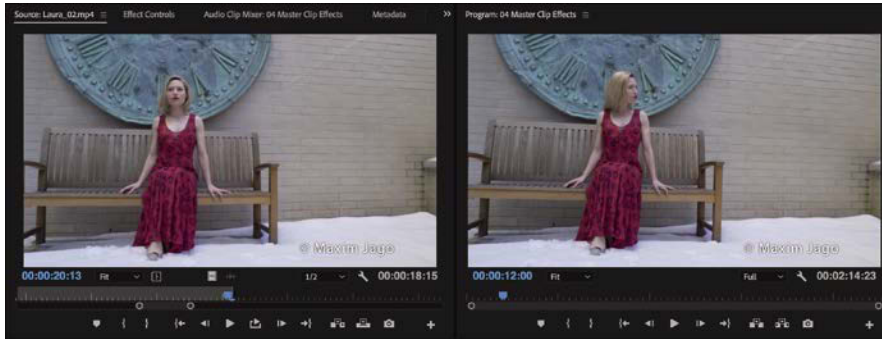 Source: Laura_02.mp4
Effect Controls
Audio Clip Mixer: 04 Master Clip Effects
Metadata
Program: 04 Master Clip Effects
© Maxim Jago
© Maxim Jago
00:00:20:13
Fit
1/2
00:00:18:15
00:00:12:00
Fit
Full
00:02:14:23